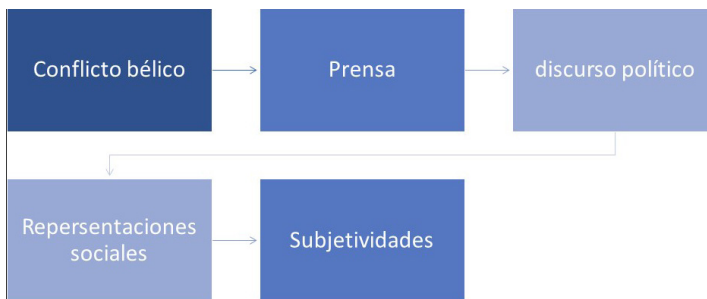 Conflicto bélico
Prensa
discurso político
Repersentaciones
sociales
Subjetividades